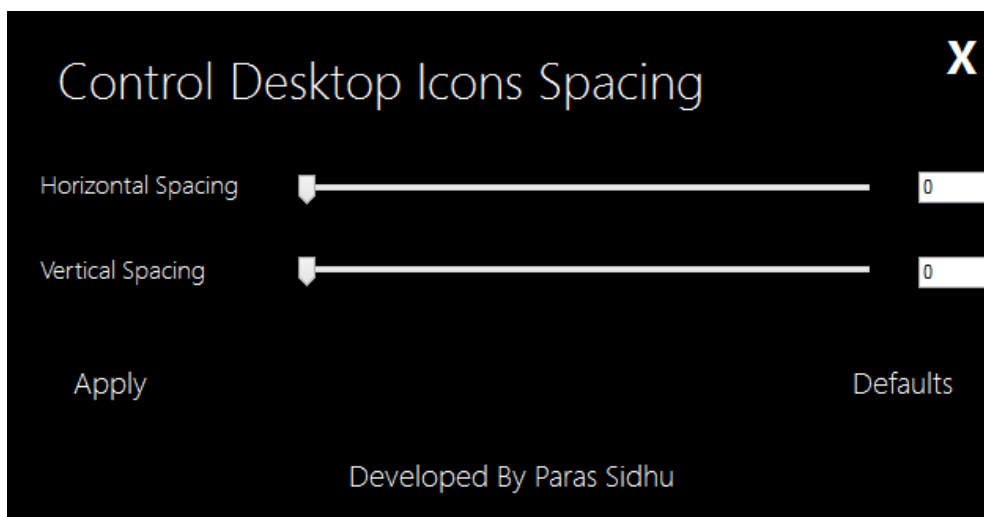 X
Control Desktop Icons Spacing
Horizontal Spacing 0
Vertical Spacing 0
Apply Defaults
Developed By Paras Sidhu